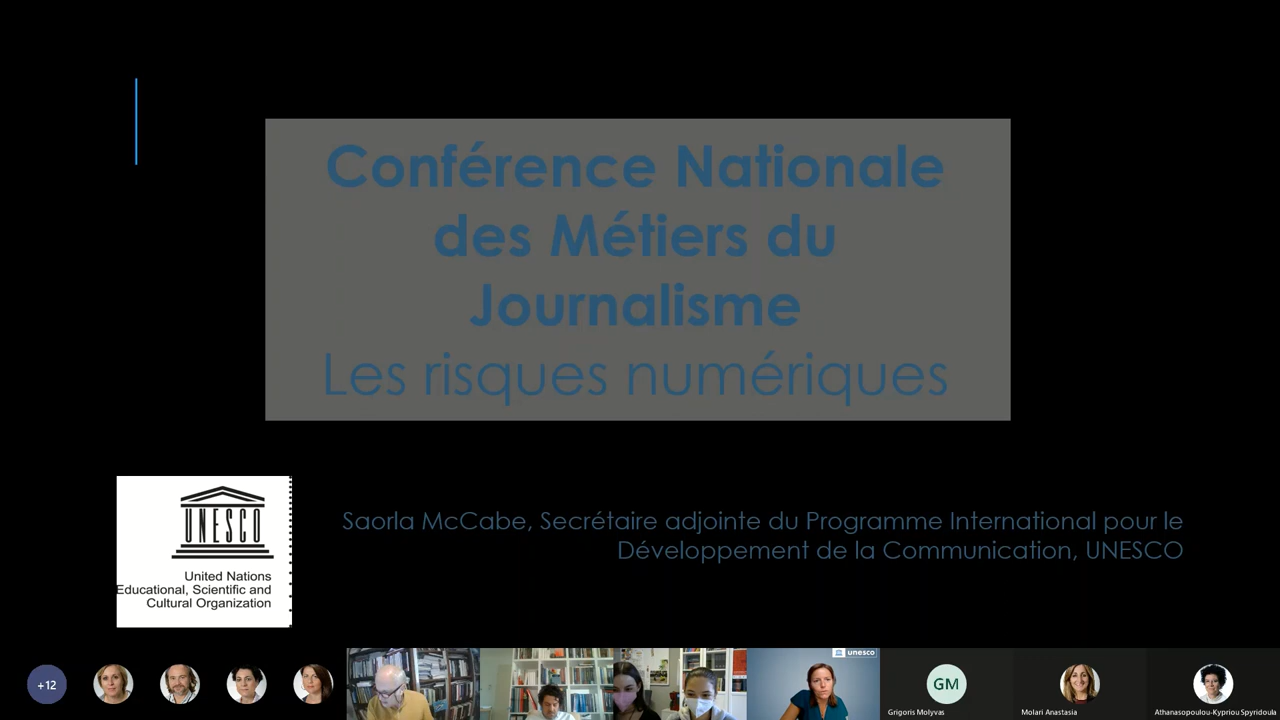 Conférence Nationale
des Métiers du
Journalisme
Les risques numériques
UNESCO
United Nations
Educational, Scientific and
Cultural Organization
Saorla McCabe, Secrétaire adjointe du Programme International pour le
Développement de la Communication, UNESCO
+12
unesco
GM
Grigoris Molyvas
Molari Anastasia
Athanasopoulou-Kypriou Spyridoula